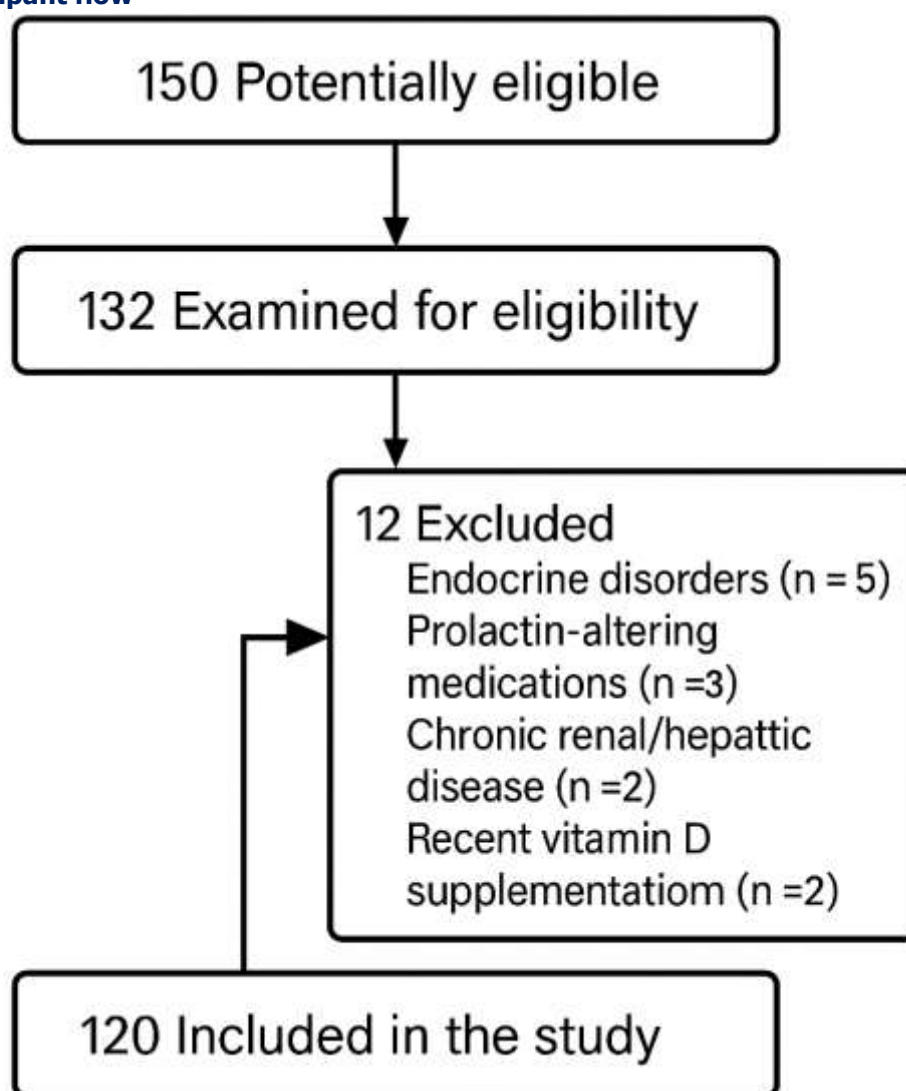 150 Potentially eligible
132 Examined for eligibility
12 Excluded
Endocrine disorders (n = 5)
Prolactin-altering
medications (n =3)
Chronic renal/hepattic
disease (n =2)
Recent vitamin D
supplementatiom (n =2)
120 Included in the study